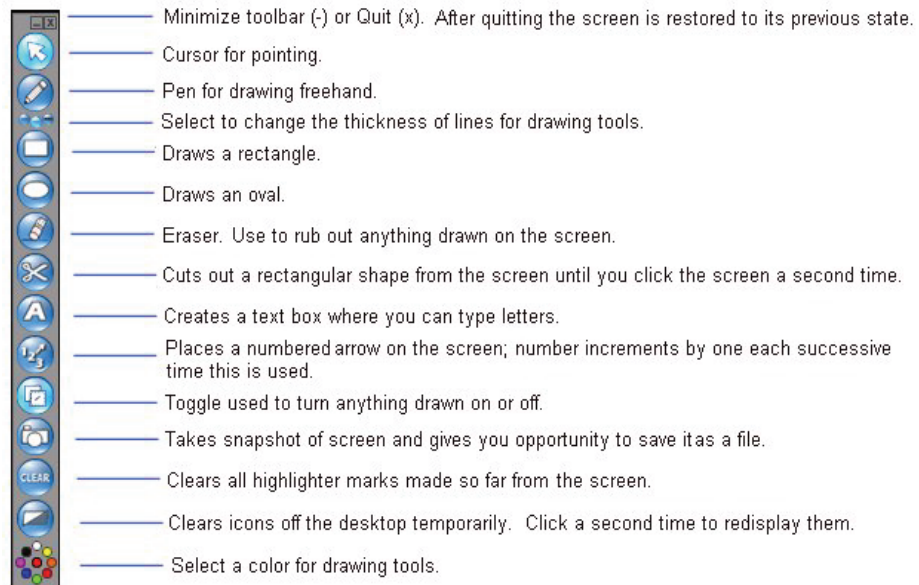 Minimize toolbar (-) or Quit (x). After quitting the screen is restored to its previous state.
Cursor for pointing.
Pen for drawing freehand.
Select to change the thickness of lines for drawing tools.
Draws a rectangle.
Draws an oval.
Eraser. Use to rub out anything drawn on the screen.
Cuts out a rectangular shape from the screen until you click the screen a second time.
A
Creates a text box where you can type letters.
1 2 3
Places a numbered arrow on the screen; number increments by one each successive
time this is used.
Toggle used to turn anything drawn on or off.
Takes snapshot of screen and gives you opportunity to save it as a file.
CLEAR
Clears all highlighter marks made so far from the screen.
Clears icons off the desktop temporarily. Click a second time to redisplay them.
Select a color for drawing tools.